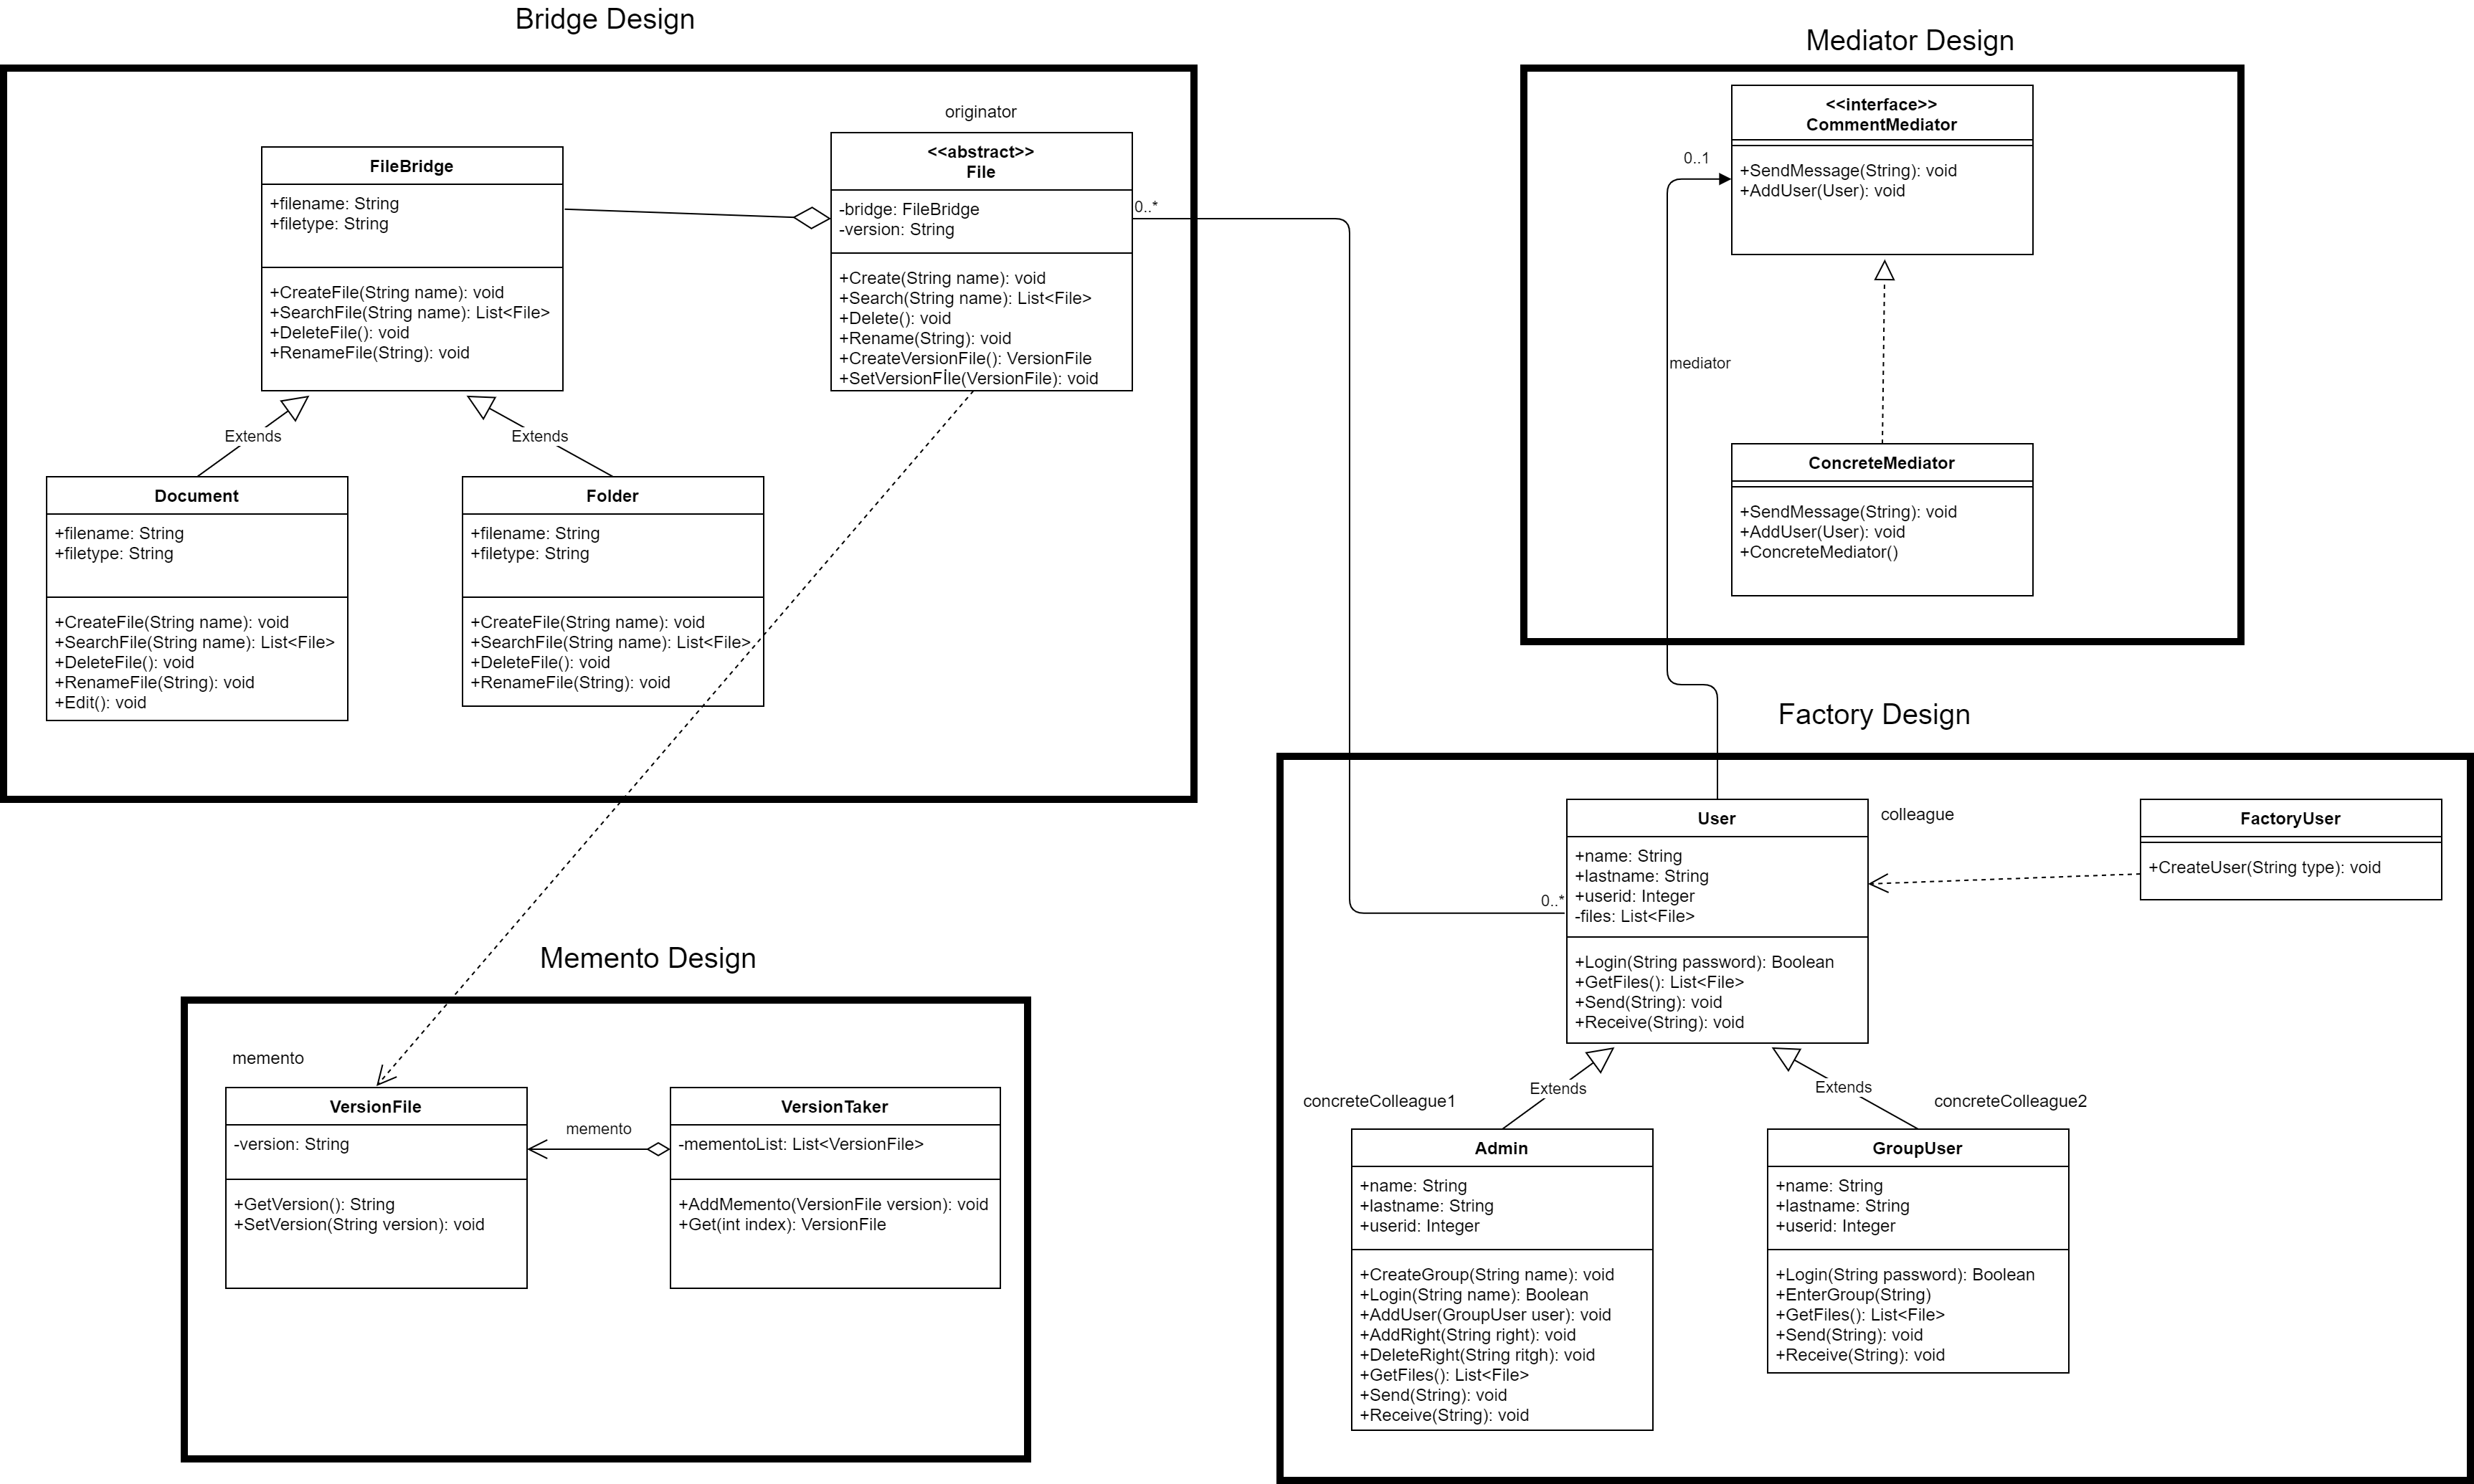 Bridge Design
originator
FileBridge
+filename: String
+filetype: String
+CreateFile(String name): void
+SearchFile(String name): List<File>
+DeleteFile(): void
+RenameFile(String): void
<<abstract>>
File
-bridge: FileBridge
-version: String
+Create(String name): void
+Search(String name): List<File>
+Delete(): void
+Rename(String): void
+CreateVersionFile(): VersionFile
+SetVersionFİle(VersionFile): void
0..*
Extends
Extends
Document
+filename: String
+filetype: String
+CreateFile(String name): void
+SearchFile(String name): List<File>
+DeleteFile(): void
+RenameFile(String): void
+Edit(): void
Folder
+filename: String
+filetype: String
+CreateFile(String name): void
+SearchFile(String name): List<File>
+DeleteFile(): void
+RenameFile(String): void
Mediator Design
<<interface>>
CommentMediator
+SendMessage(String): void
+AddUser(User): void
0..1
mediator
ConcreteMediator
+SendMessage(String): void
+AddUser(User): void
+ConcreteMediator()
Memento Design
memento
VersionFile
-version: String
+GetVersion(): String
+SetVersion(String version): void
memento
VersionTaker
-mementoList: List<VersionFile>
+AddMemento(VersionFile version): void
+Get(int index): VersionFile
Factory Design
User
+name: String
+lastname: String
+userid: Integer
-files: List<File>
+Login(String password): Boolean
+GetFiles(): List<File>
+Send(String): void
+Receive(String): void
0..*
colleague
FactoryUser
+CreateUser(String type): void
Extends
Extends
concreteColleague1
concreteColleague2
Admin
+name: String
+lastname: String
+userid: Integer
+CreateGroup(String name): void
+Login(String name): Boolean
+AddUser(GroupUser user): void
+AddRight(String right): void
+DeleteRight(String ritgh): void
+GetFiles(): List<File>
+Send(String): void
+Receive(String): void
GroupUser
+name: String
+lastname: String
+userid: Integer
+Login(String password): Boolean
+EnterGroup(String)
+GetFiles(): List<File>
+Send(String): void
+Receive(String): void